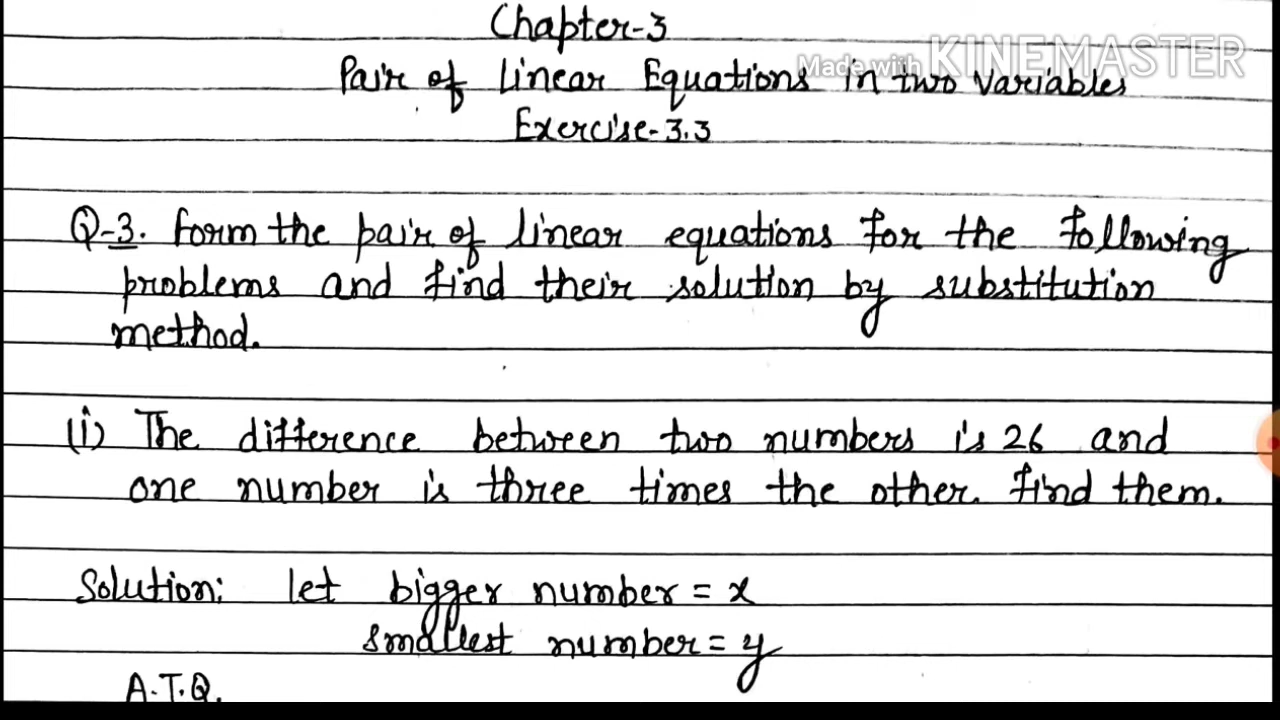 Chapter-3
Made with KINEMASTER
Pair of linear Equations in two Variables
Exercise-3.3
Q-3. Form the pair of linear equations for the following
problems and find their solution by substitution
method.
(i) The difference between two numbers is 26 and
one number is three times the other. Find them.
Solution: let bigger number = x
smallest number = y
A.T.Q.